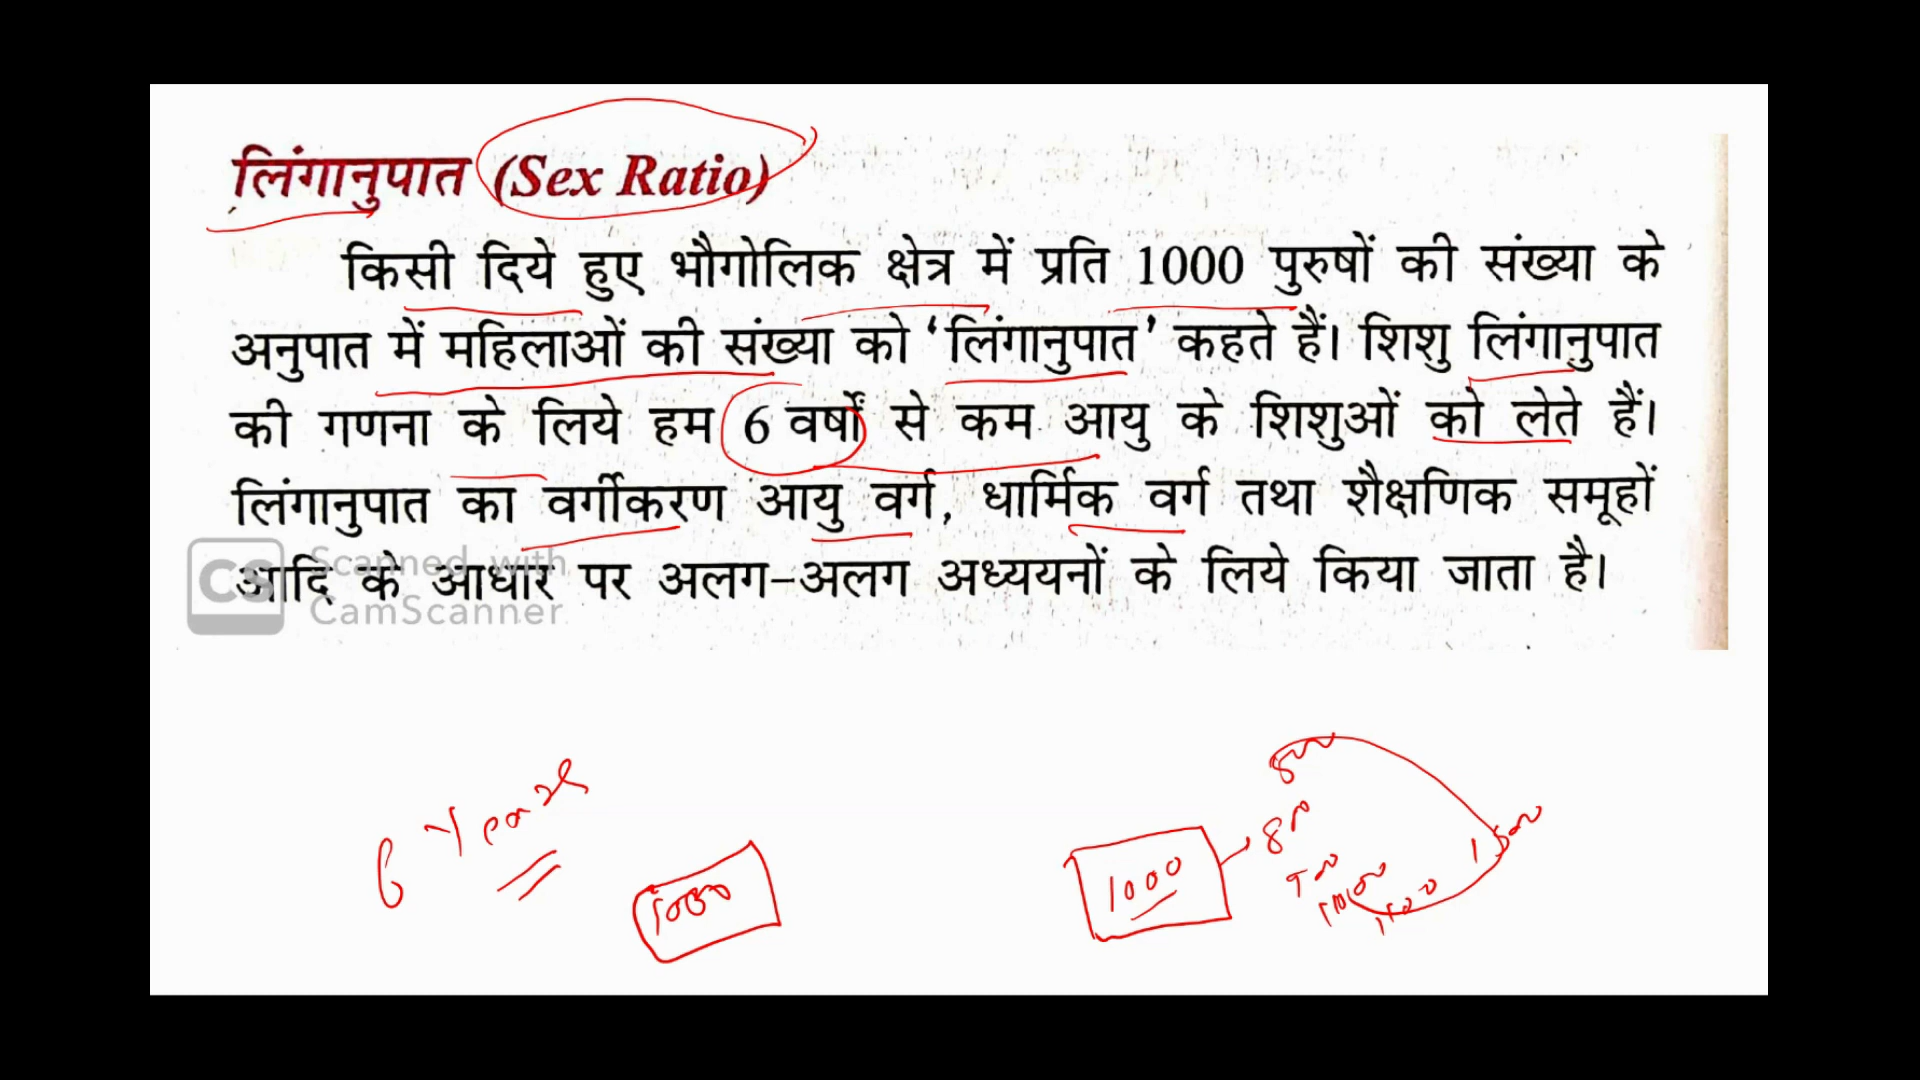 लिंगानुपात (Sex Ratio)
किसी दिये हुए भौगोलिक क्षेत्र में प्रति 1000 पुरुषों की संख्या के
अनुपात में महिलाओं की संख्या को ‘लिंगानुपात’ कहते हैं। शिशु लिंगानुपात
की गणना के लिये हम 6 वर्षों से कम आयु के शिशुओं को लेते हैं।
लिंगानुपात का वर्गीकरण आयु वर्ग, धार्मिक वर्ग तथा शैक्षणिक समूहों
आदि के आधार पर अलग-अलग अध्ययनों के लिये किया जाता है।
CS Scanned with
CamScanner
6 Years
1000
1000